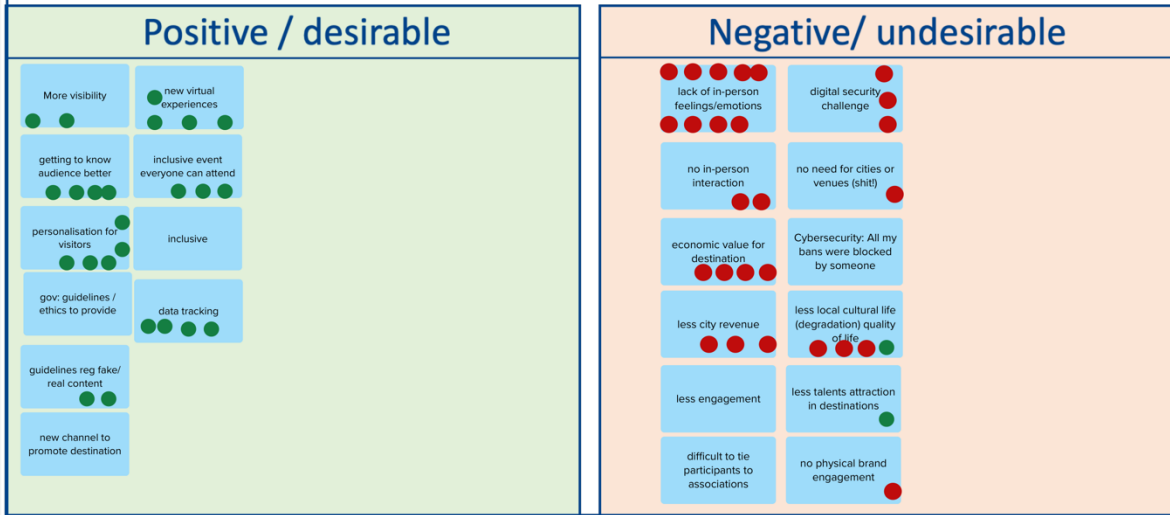 Positive / desirable
More visibility
new virtual
experiences
getting to know
audience better
inclusive event
everyone can attend
personalisation for
visitors
inclusive
gov: guidelines /
ethics to provide
data tracking
guidelines reg fake/
real content
new channel to
promote destination
Negative/ undesirable
lack of in-person
feelings/emotions
digital security
challenge
no in-person
interaction
no need for cities or
venues (shit!)
economic value for
destination
Cybersecurity: All my
bans were blocked
by someone
less city revenue
less local cultural life
(degradation) quality
of life
less engagement
less talents attraction
in destinations
difficult to tie
participants to
associations
no physical brand
engagement